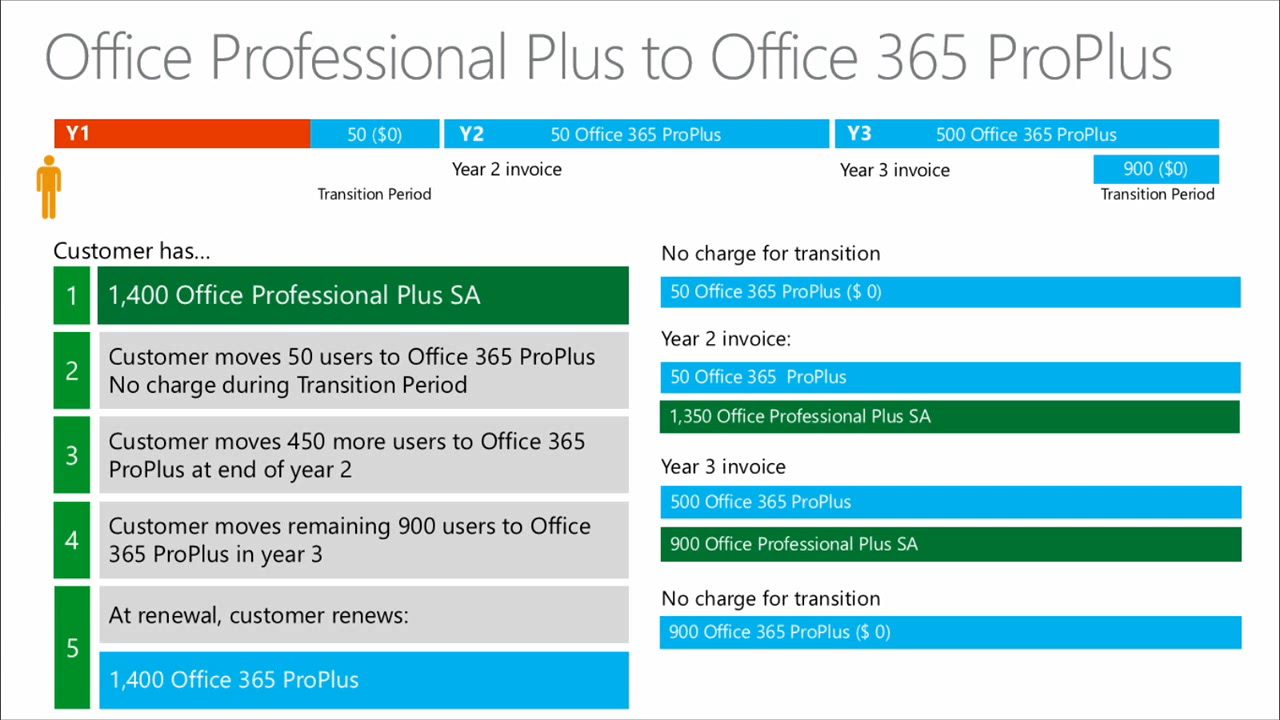 Office Professional Plus to Office 365 ProPlus
Y1
50 ($0)
Y2
50 Office 365 ProPlus
Y3
500 Office 365 ProPlus
Year 2 invoice
Year 3 invoice
900 ($0)
Transition Period
Transition Period
Customer has...
1
1,400 Office Professional Plus SA
2
Customer moves 50 users to Office 365 ProPlus
No charge during Transition Period
3
Customer moves 450 more users to Office 365
ProPlus at end of year 2
4
Customer moves remaining 900 users to Office
365 ProPlus in year 3
5
At renewal, customer renews:
1,400 Office 365 ProPlus
No charge for transition
50 Office 365 ProPlus ($ 0)
Year 2 invoice:
50 Office 365 ProPlus
1,350 Office Professional Plus SA
Year 3 invoice
500 Office 365 ProPlus
900 Office Professional Plus SA
No charge for transition
900 Office 365 ProPlus ($ 0)